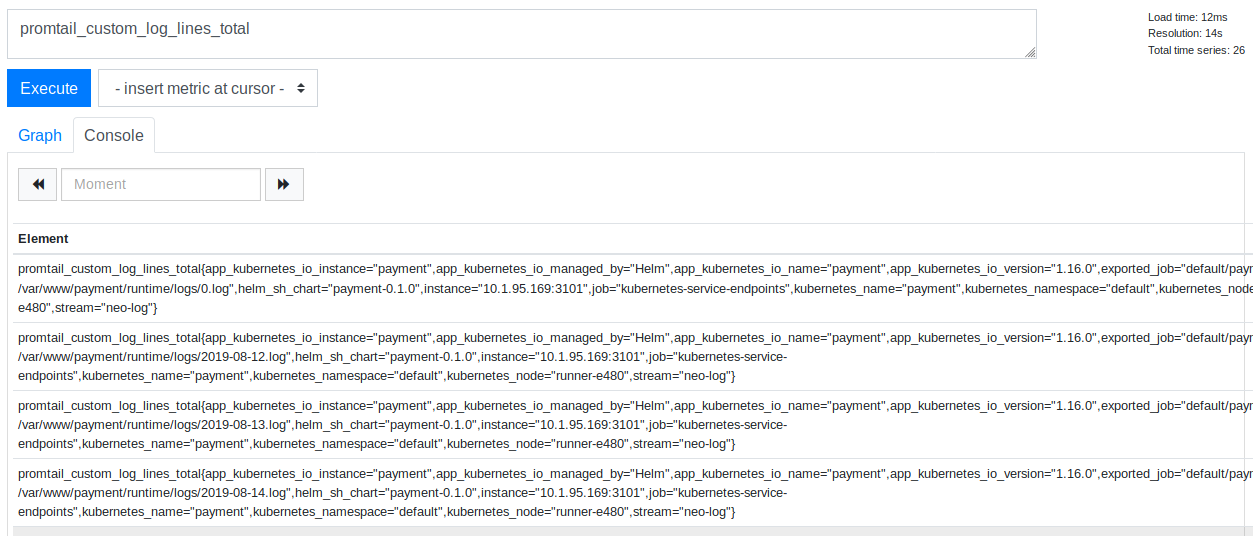 promtail_custom_log_lines_total
Load time: 12ms
Resolution: 14s
Total time series: 26
Execute
- insert metric at cursor -
Graph
Console
Moment
Element
promtail_custom_log_lines_total{app_kubernetes_io_instance="payment",app_kubernetes_io_managed_by="Helm",app_kubernetes_io_name="payment",app_kubernetes_io_version="1.16.0",exported_job="default/payr
/var/www/payment/runtime/logs/0.log",helm_sh_chart="payment-0.1.0",instance="10.1.95.169:3101",job="kubernetes-service-endpoints",kubernetes_name="payment",kubernetes_namespace="default",kubernetes_node
e480",stream="neo-log"}
promtail_custom_log_lines_total{app_kubernetes_io_instance="payment",app_kubernetes_io_managed_by="Helm",app_kubernetes_io_name="payment",app_kubernetes_io_version="1.16.0",exported_job="default/payr
/var/www/payment/runtime/logs/2019-08-12.log",helm_sh_chart="payment-0.1.0",instance="10.1.95.169:3101",job="kubernetes-service-
endpoints",kubernetes_name="payment",kubernetes_namespace="default",kubernetes_node="runner-e480",stream="neo-log"}
promtail_custom_log_lines_total{app_kubernetes_io_instance="payment",app_kubernetes_io_managed_by="Helm",app_kubernetes_io_name="payment",app_kubernetes_io_version="1.16.0",exported_job="default/payr
/var/www/payment/runtime/logs/2019-08-13.log",helm_sh_chart="payment-0.1.0",instance="10.1.95.169:3101",job="kubernetes-service-
endpoints",kubernetes_name="payment",kubernetes_namespace="default",kubernetes_node="runner-e480",stream="neo-log"}
promtail_custom_log_lines_total{app_kubernetes_io_instance="payment",app_kubernetes_io_managed_by="Helm",app_kubernetes_io_name="payment",app_kubernetes_io_version="1.16.0",exported_job="default/payr
/var/www/payment/runtime/logs/2019-08-14.log",helm_sh_chart="payment-0.1.0",instance="10.1.95.169:3101",job="kubernetes-service-
endpoints",kubernetes_name="payment",kubernetes_namespace="default",kubernetes_node="runner-e480",stream="neo-log"}